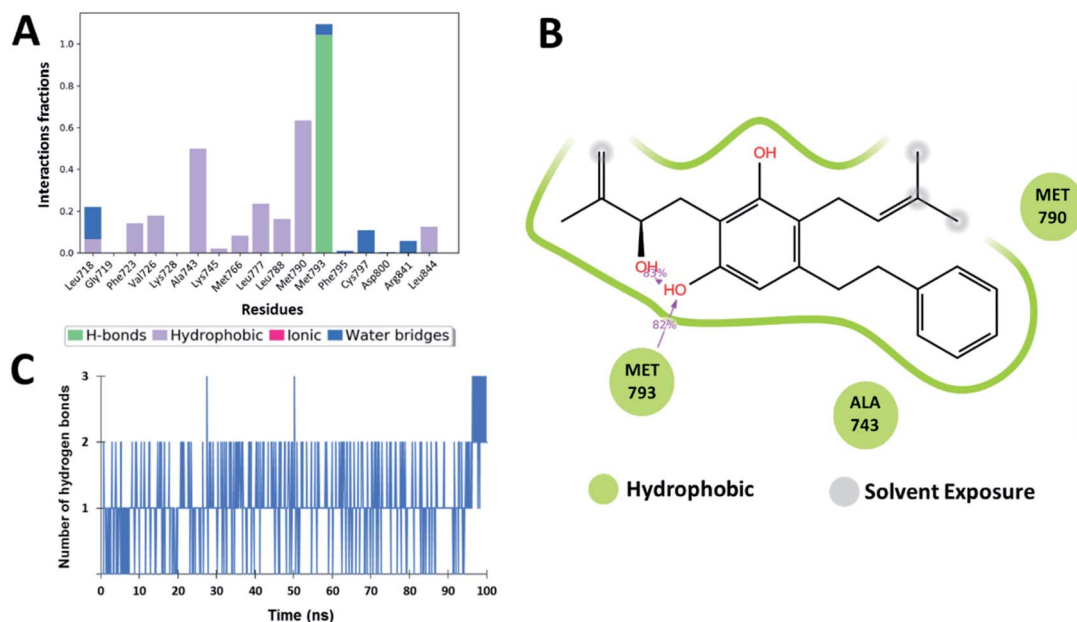 A
Interactions fractions
1.0
0.8
0.6
0.4
0.2
0.0
Leu718
Gly719
Phe723
Val726
Lys728
Ala743
Lys745
Met766
Leu777
Leu788
Met790
Met793
Phe795
Cys797
Asp800
Arg841
Leu844
Residues
H-bonds Hydrophobic Ionic Water bridges
B
OH
OH
83%
HO
82%
MET
790
MET
793
ALA
743
Hydrophobic Solvent Exposure
C
Number of hydrogen bonds
3
2
1
0 10 20 30 40 50 60 70 80 90 100
Time (ns)